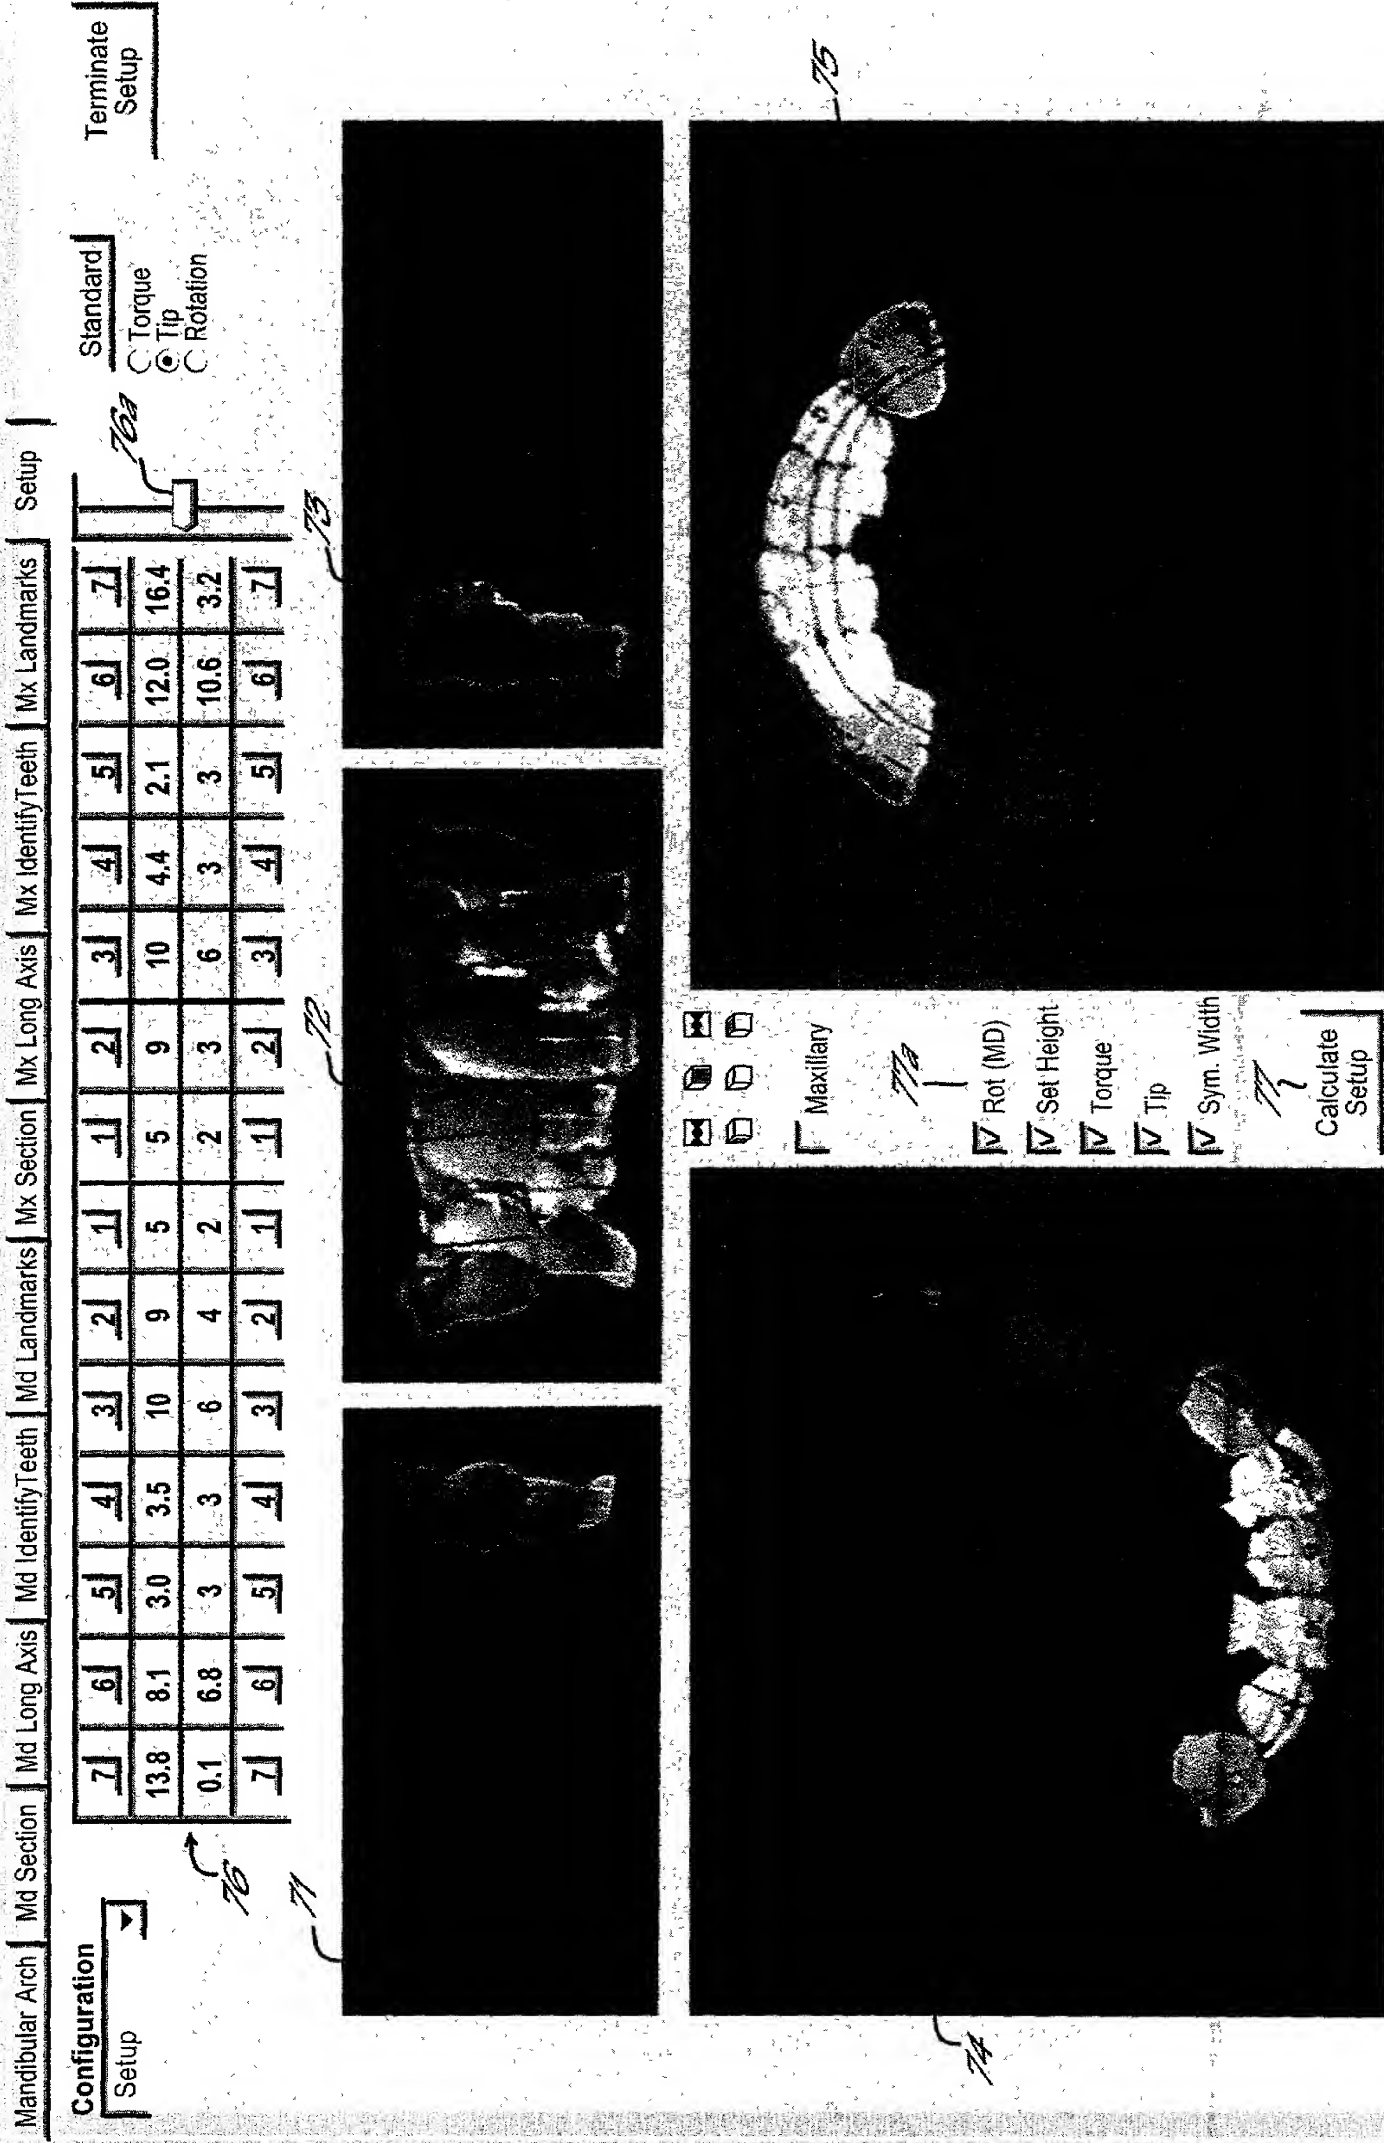 Mandibular Arch Md Section Md Long Axis Md IdentifyTeeth Md Landmarks Mx Section Mx Long Axis Mx IdentifyTeeth Mx Landmarks Setup
Configuration
Setup
7 6 5 4 3 2 1 1 2 3 4 5 6 7
13.8 8.1 3.0 3.5 10 9 5 5 9 10 4.4 2.1 12.0 16.4
0.1 6.8 3 3 6 4 2 2 3 6 3 3 10.6 3.2
7 6 5 4 3 2 1 1 2 3 4 5 6 7
76
76a
Standard
Torque
Tip
Rotation
Terminate
Setup
71
72
73
74
Maxillary
77a
Rot (MD)
Set Height
Torque
Tip
Sym. Width
77
Calculate
Setup
75